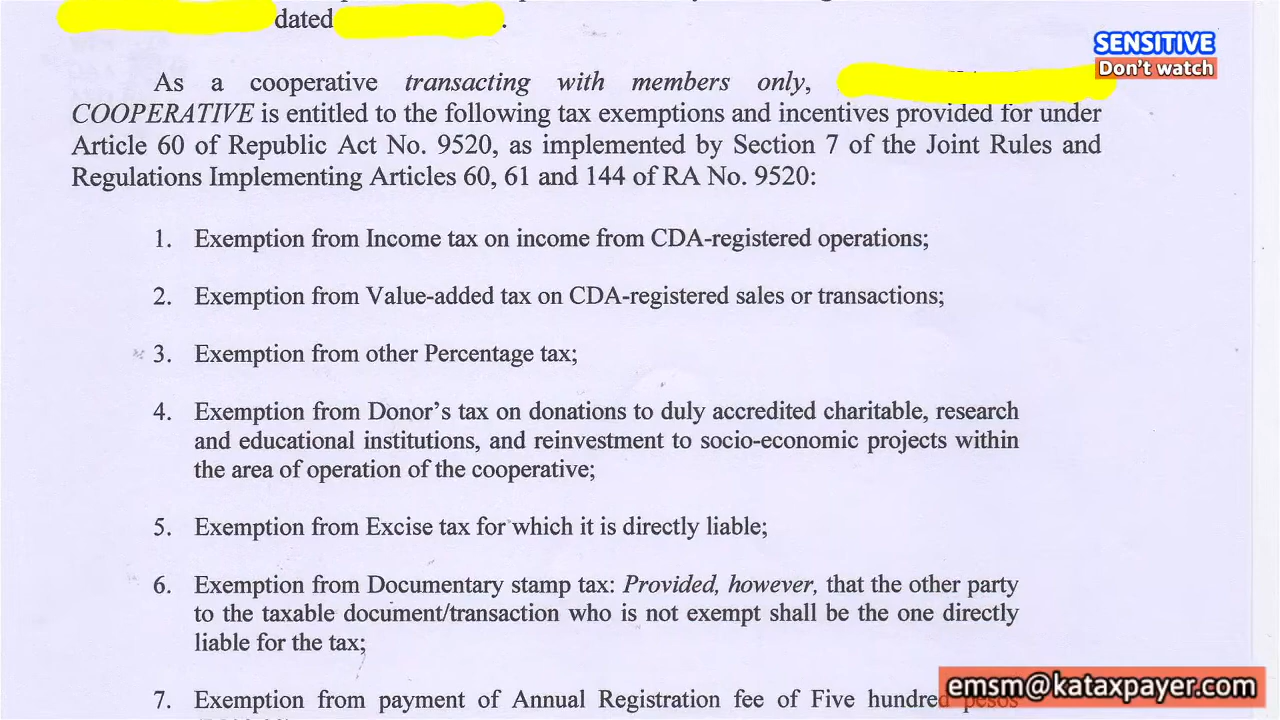 dated .
SENSITIVE
Don't watch
As a cooperative transacting with members only,
COOPERATIVE is entitled to the following tax exemptions and incentives provided for under
Article 60 of Republic Act No. 9520, as implemented by Section 7 of the Joint Rules and
Regulations Implementing Articles 60, 61 and 144 of RA No. 9520:
1. Exemption from Income tax on income from CDA-registered operations;
2. Exemption from Value-added tax on CDA-registered sales or transactions;
3. Exemption from other Percentage tax;
4. Exemption from Donor's tax on donations to duly accredited charitable, research
and educational institutions, and reinvestment to socio-economic projects within
the area of operation of the cooperative;
5. Exemption from Excise tax for which it is directly liable;
6. Exemption from Documentary stamp tax: Provided, however, that the other party
to the taxable document/transaction who is not exempt shall be the one directly
liable for the tax;
7. Exemption from payment of Annual Registration fee of Five hundred pesos
emsm@kataxpayer.com